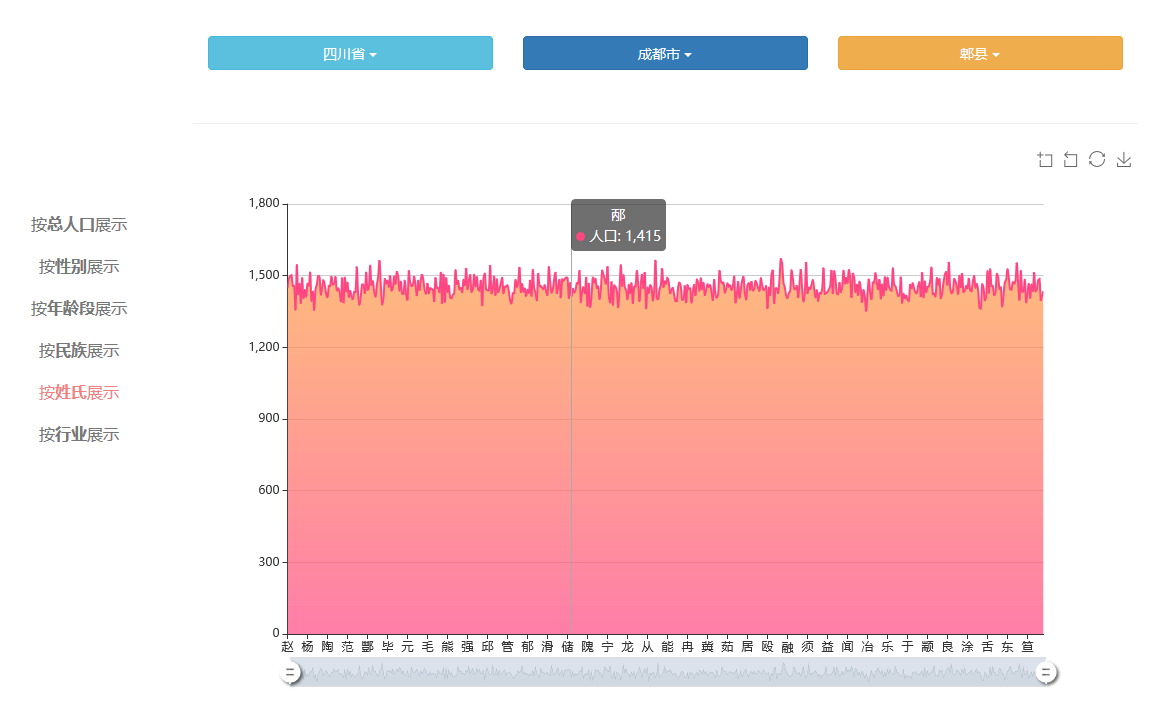 四川省
成都市
郫县
按总人口展示
按性别展示
按年龄段展示
按民族展示
按姓氏展示
按行业展示
1,800
1,500
1,200
900
600
300
0
邴
人口: 1,415
赵 杨 陶 范 酆 毕 元 毛 熊 强 邱 管 郁 滑 储 隗 宁 龙 从 能 冉 冀 茹 居 殴 融 须 益 闻 冶 乐 于 颛 良 涂 舌 东 亘